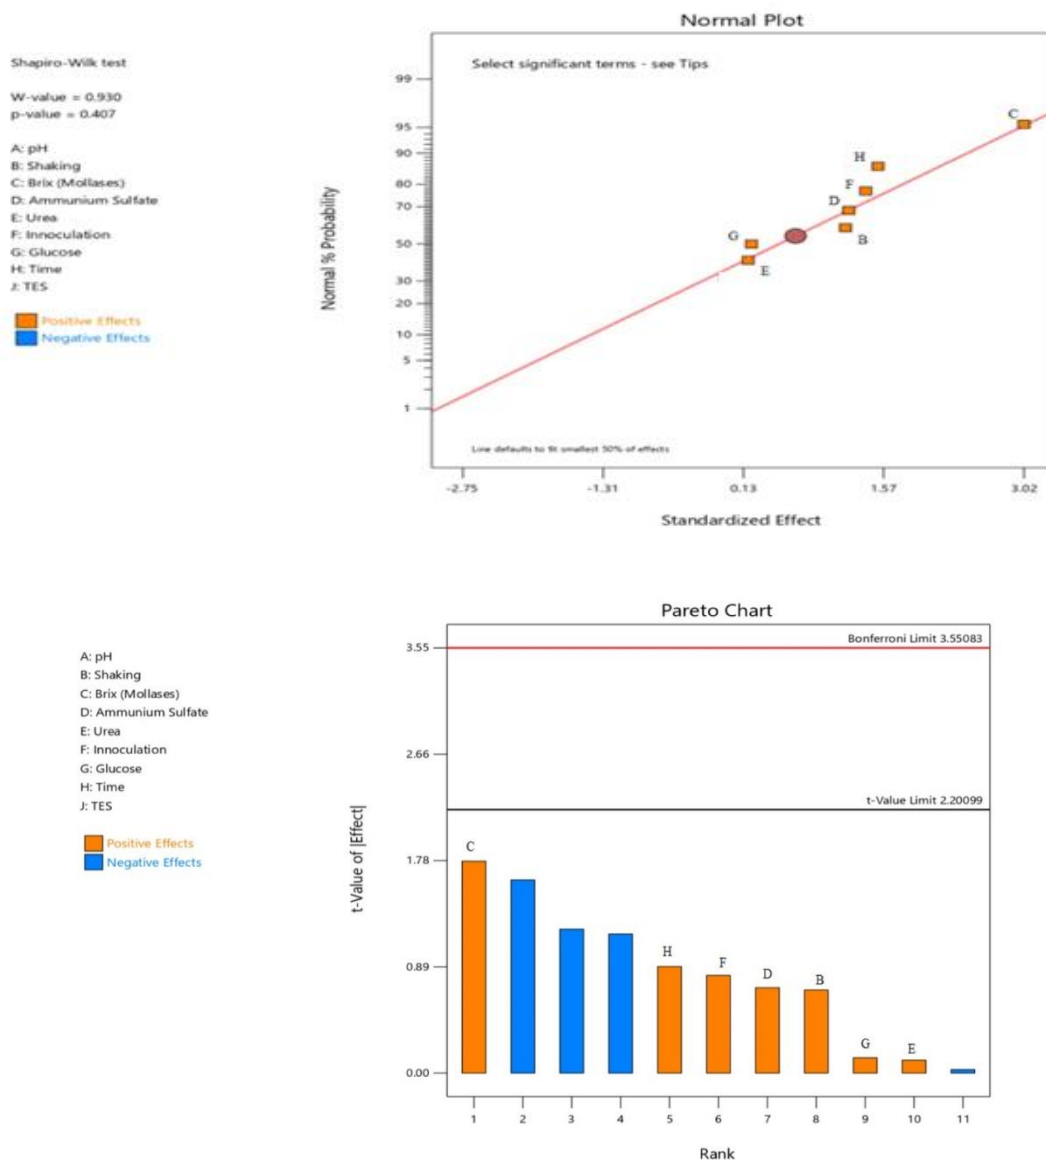 Normal Plot
Shapiro-Wilk test
W-value = 0.930
p-value = 0.407
A: pH
B: Shaking
C: Brix (Mollases)
D: Ammunium Sulfate
E: Urea
F: Innoculation
G: Glucose
H: Time
J: TES
Positive Effects
Negative Effects
Normal % Probability
Select significant terms - see Tips
99
95
90
80
70
50
30
20
10
5
1
C
H
F
D
B
G
E
Line defaults to fit smallest 50% of effects
-2.75 -1.31 0.13 1.57 3.02
Standardized Effect
Pareto Chart
A: pH
B: Shaking
C: Brix (Mollases)
D: Ammunium Sulfate
E: Urea
F: Innoculation
G: Glucose
H: Time
J: TES
Positive Effects
Negative Effects
t-Value of |Effect|
3.55
2.66
1.78
0.89
0.00
Bonferroni Limit 3.55083
t-Value Limit 2.20099
C
H
F
D
B
G
E
1 2 3 4 5 6 7 8 9 10 11
Rank